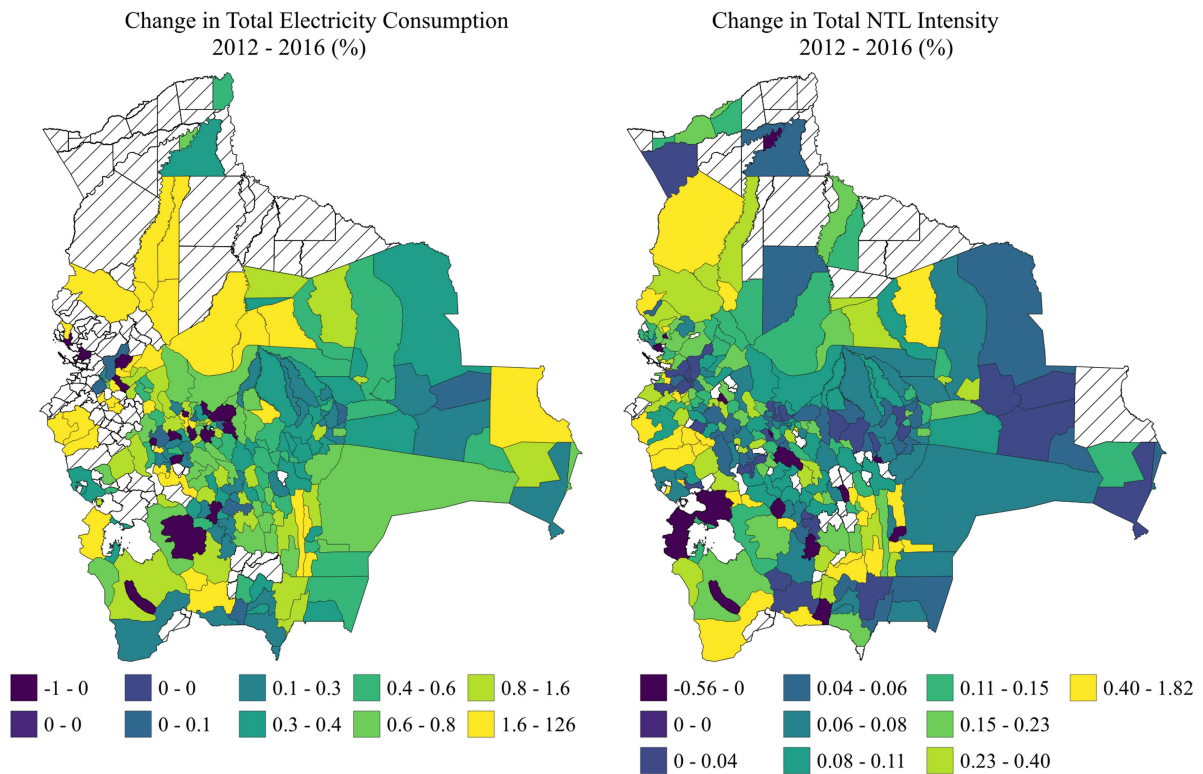 Change in Total Electricity Consumption
2012 - 2016 (%)
-1 - 0
0 - 0
0 - 0
0 - 0.1
0.1 - 0.3
0.3 - 0.4
0.4 - 0.6
0.6 - 0.8
0.8 - 1.6
1.6 - 126
Change in Total NTL Intensity
2012 - 2016 (%)
-0.56 - 0
0 - 0
0 - 0.04
0.04 - 0.06
0.06 - 0.08
0.08 - 0.11
0.11 - 0.15
0.15 - 0.23
0.23 - 0.40
0.40 - 1.82